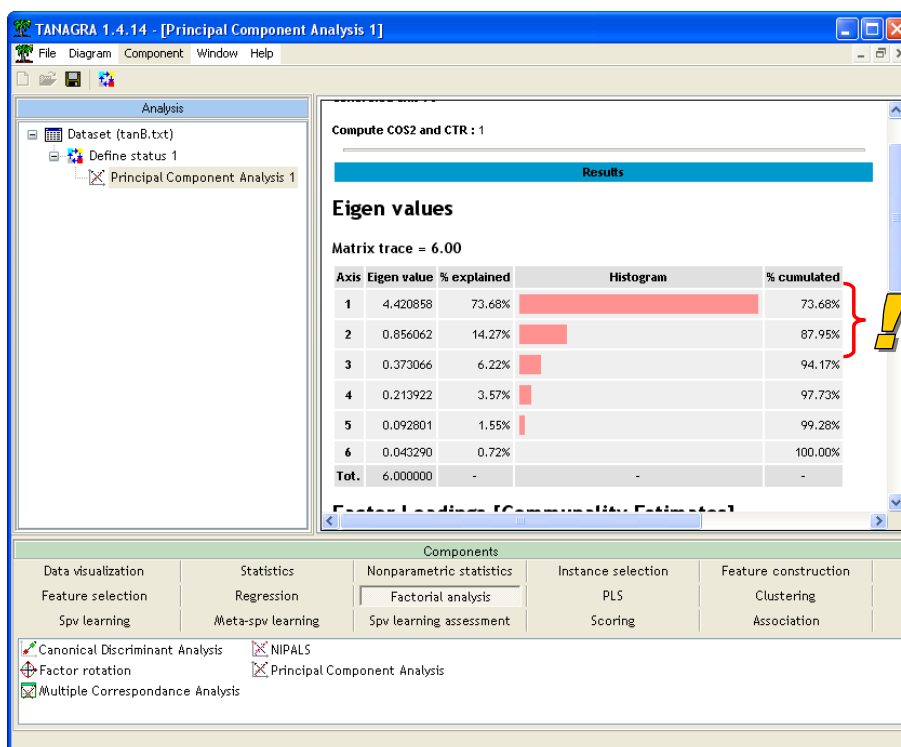 TANAGRA 1.4.14 - [Principal Component Analysis 1]
File Diagram Component Window Help
Analysis
Dataset (tanB.txt)
Define status 1
Principal Component Analysis 1
Compute COS2 and CTR : 1
Results
Eigen values
Matrix trace = 6.00
Axis Eigen value % explained Histogram % cumulated
1 4.420858 73.68% 73.68%
2 0.856062 14.27% 87.95%
3 0.373066 6.22% 94.17%
4 0.213922 3.57% 97.73%
5 0.092801 1.55% 99.28%
6 0.043290 0.72% 100.00%
Tot. 6.000000 - - -
!
Factor Loadings [Communality Estimates]
Components
Data visualization Statistics Nonparametric statistics Instance selection Feature construction
Feature selection Regression Factorial analysis PLS Clustering
Spv learning Meta-spv learning Spv learning assessment Scoring Association
Canonical Discriminant Analysis NIPALS
Factor rotation Principal Component Analysis
Multiple Correspondance Analysis